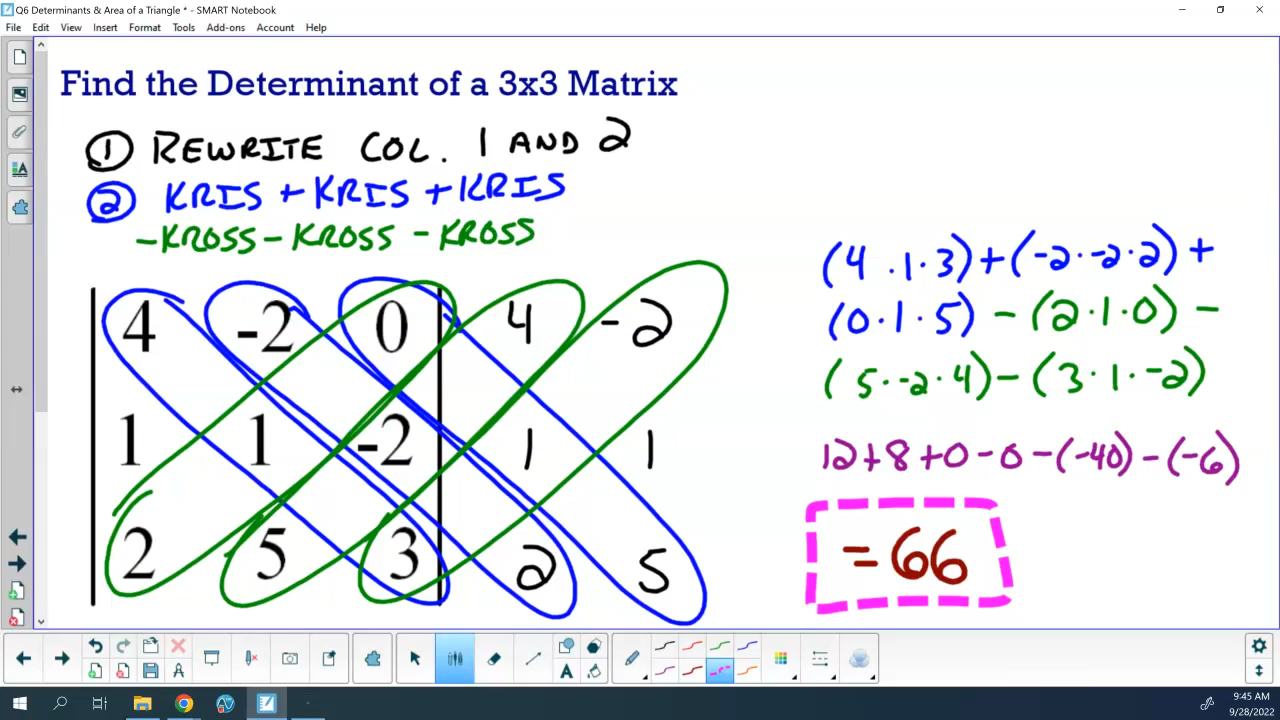 Q6 Determinants & Area of a Triangle * - SMART Notebook
File Edit View Insert Format Tools Add-ons Account Help
Find the Determinant of a 3x3 Matrix
① REWRITE COL. 1 AND 2
② KRIS + KRIS + KRIS
- KROSS - KROSS - KROSS
4 -2 0 4 -2
1 1 -2 1 1
2 5 3 2 5
(4 · 1 · 3) + (-2 · -2 · 2) +
(0 · 1 · 5) - (2 · 1 · 0) -
(5 · -2 · 4) - (3 · 1 · -2)
12 + 8 + 0 - 0 - (-40) - (-6)
= 66
9:45 AM
9/28/2022